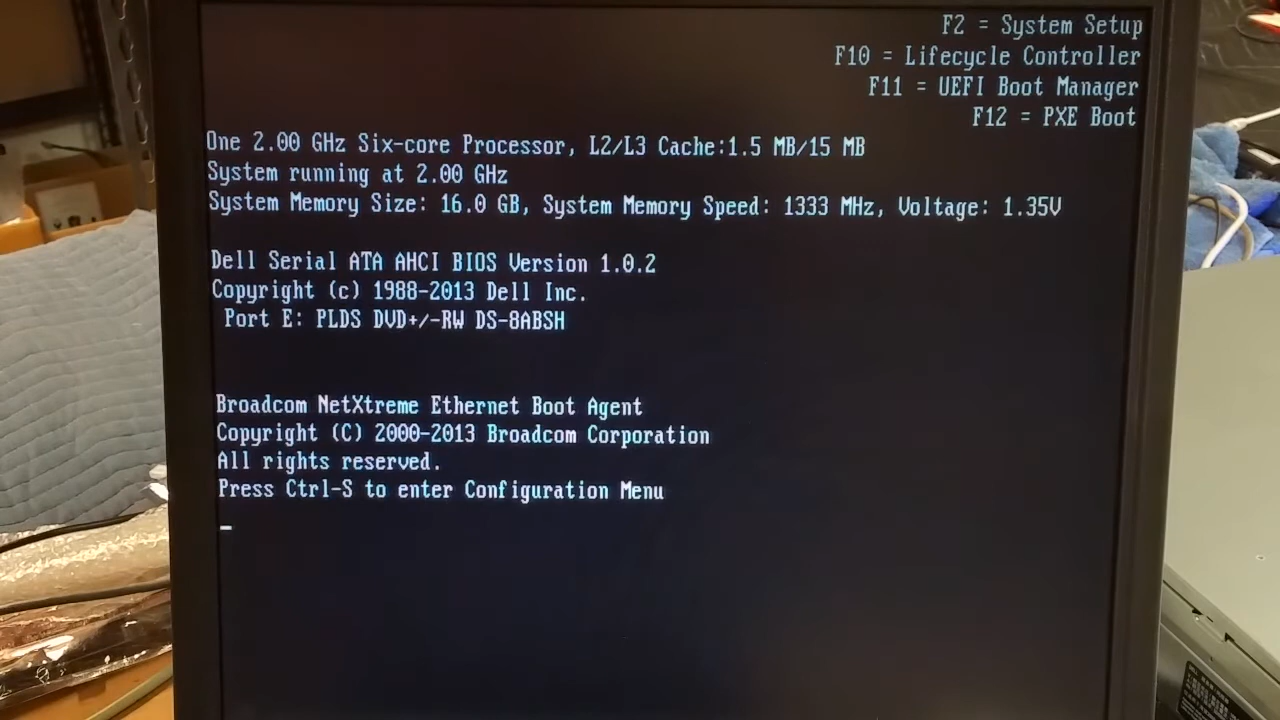 F2 = System Setup
F10 = Lifecycle Controller
F11 = UEFI Boot Manager
F12 = PXE Boot
One 2.00 GHz Six-core Processor, L2/L3 Cache:1.5 MB/15 MB
System running at 2.00 GHz
System Memory Size: 16.0 GB, System Memory Speed: 1333 MHz, Voltage: 1.35V
Dell Serial ATA AHCI BIOS Version 1.0.2
Copyright (c) 1988-2013 Dell Inc.
Port E: PLDS DVD+/-RW DS-8ABSH
Broadcom NetXtreme Ethernet Boot Agent
Copyright (C) 2000-2013 Broadcom Corporation
All rights reserved.
Press Ctrl-S to enter Configuration Menu